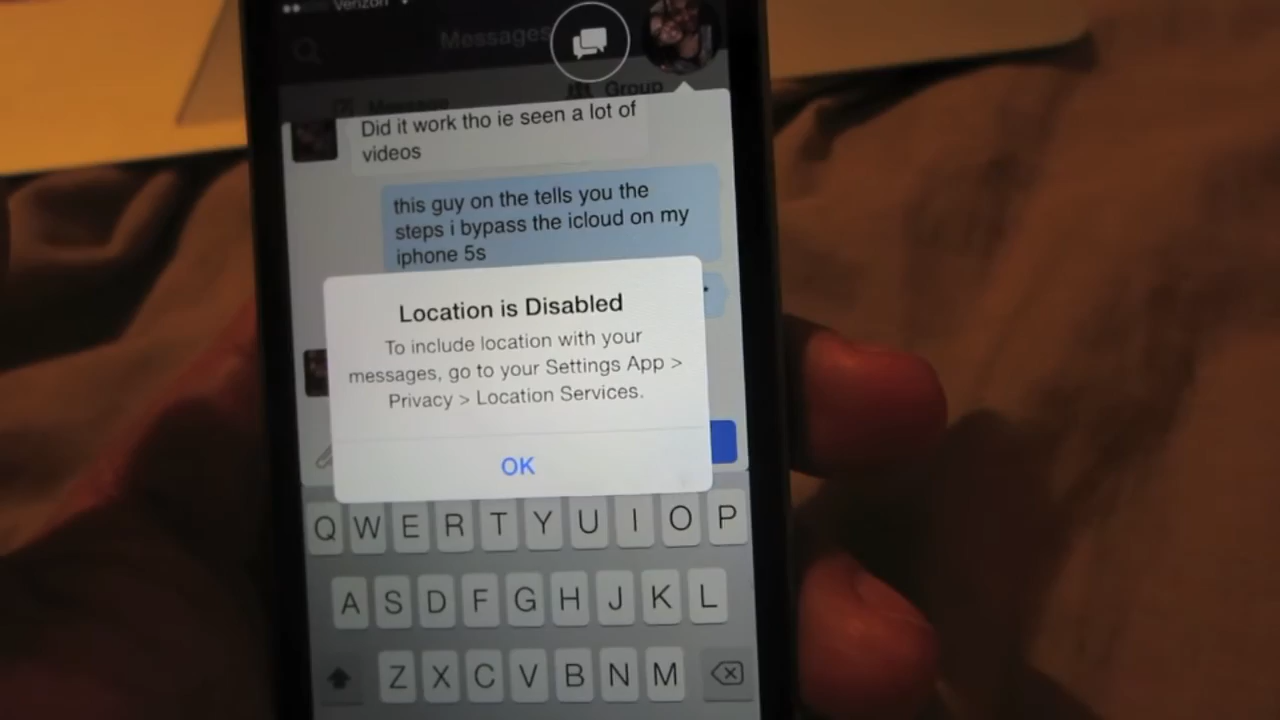 Verizon
Messages
Message
Group
Did it work tho ie seen a lot of
videos
this guy on the tells you the
steps i bypass the icloud on my
iphone 5s
Location is Disabled
To include location with your
messages, go to your Settings App >
Privacy > Location Services.
OK
Q W E R T Y U I O P
A S D F G H J K L
Z X C V B N M